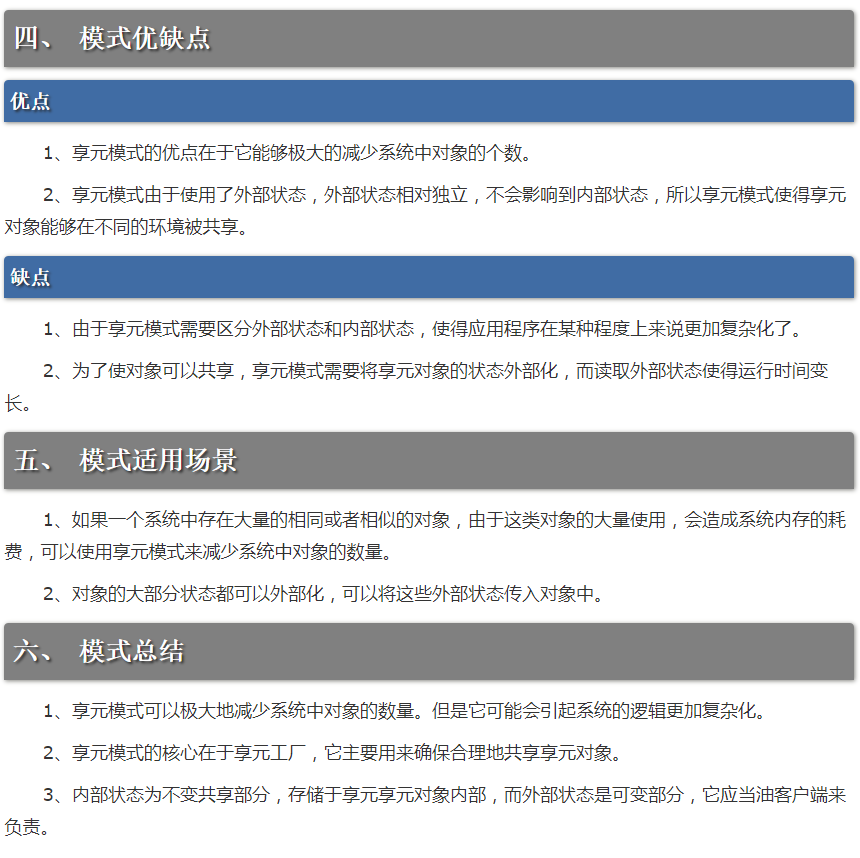 四、 模式优缺点
优点
1、享元模式的优点在于它能够极大的减少系统中对象的个数。
2、享元模式由于使用了外部状态，外部状态相对独立，不会影响到内部状态，所以享元模式使得享元
对象能够在不同的环境被共享。
缺点
1、由于享元模式需要区分外部状态和内部状态，使得应用程序在某种程度上来说更加复杂化了。
2、为了使对象可以共享，享元模式需要将享元对象的状态外部化，而读取外部状态使得运行时间变
长。
五、 模式适用场景
1、如果一个系统中存在大量的相同或者相似的对象，由于这类对象的大量使用，会造成系统内存的耗
费，可以使用享元模式来减少系统中对象的数量。
2、对象的大部分状态都可以外部化，可以将这些外部状态传入对象中。
六、 模式总结
1、享元模式可以极大地减少系统中对象的数量。但是它可能会引起系统的逻辑更加复杂化。
2、享元模式的核心在于享元工厂，它主要用来确保合理地共享享元对象。
3、内部状态为不变共享部分，存储于享元享元对象内部，而外部状态是可变部分，它应当油客户端来
负责。